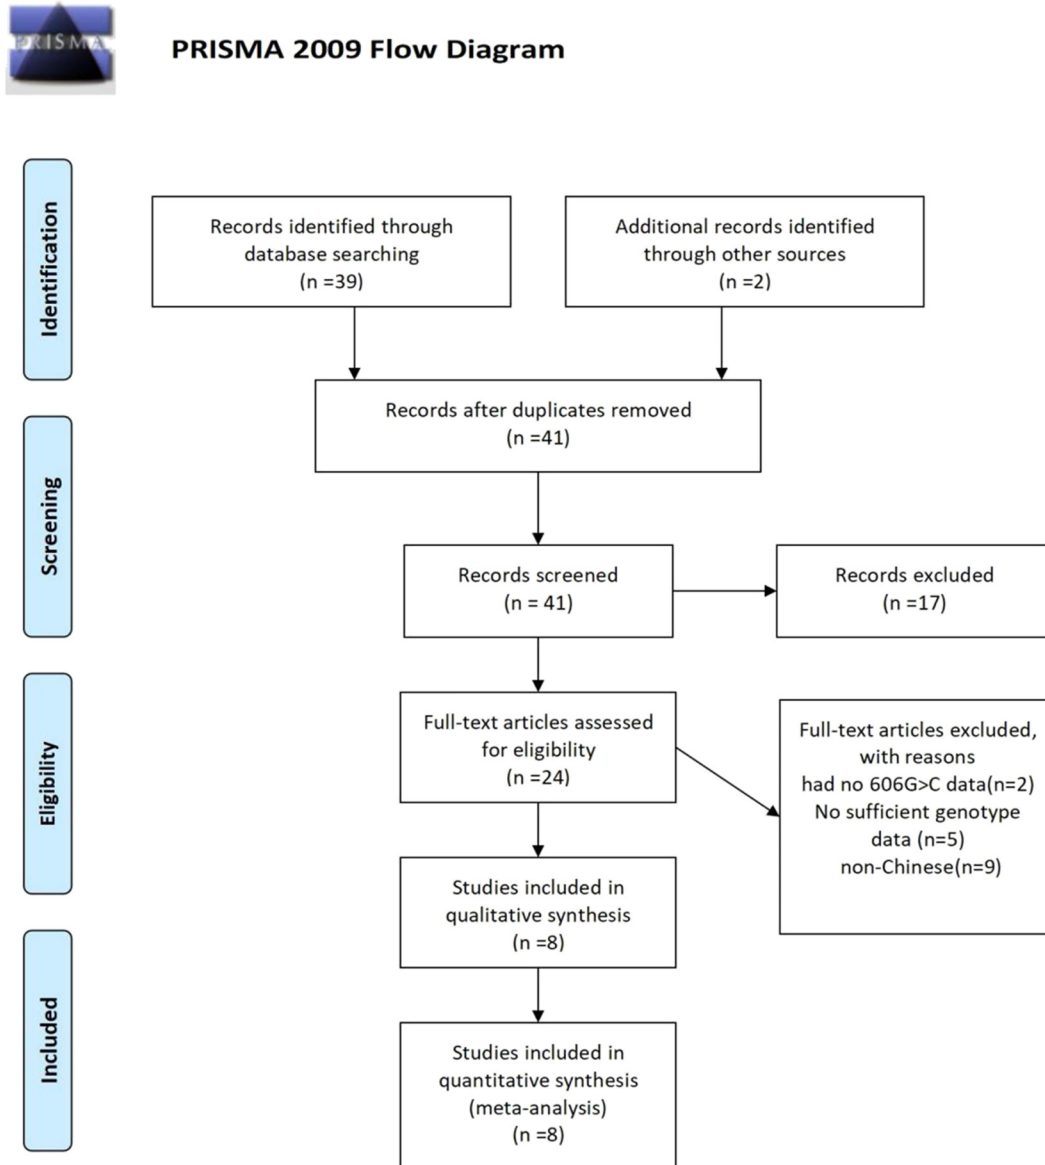 PRISMA
PRISMA 2009 Flow Diagram
Identification
Records identified through
database searching
(n =39)
Additional records identified
through other sources
(n =2)
Records after duplicates removed
(n =41)
Screening
Records screened
(n = 41)
Records excluded
(n =17)
Eligibility
Full-text articles assessed
for eligibility
(n =24)
Full-text articles excluded,
with reasons
had no 606G>C data(n=2)
No sufficient genotype
data (n=5)
non-Chinese(n=9)
Studies included in
qualitative synthesis
(n =8)
Included
Studies included in
quantitative synthesis
(meta-analysis)
(n =8)